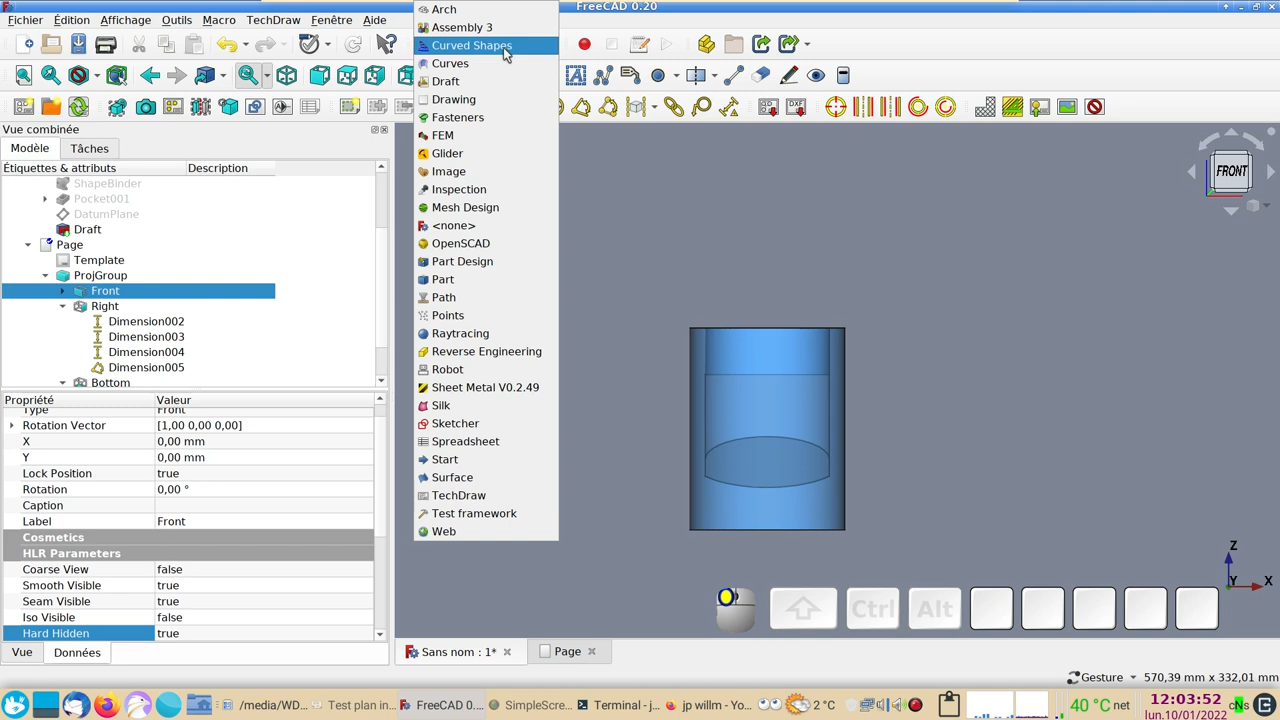 FreeCAD 0.20
Fichier Édition Affichage Outils Macro TechDraw Fenêtre Aide
Arch
Assembly 3
Curved Shapes
Curves
Draft
Drawing
Fasteners
FEM
Glider
Image
Inspection
Mesh Design
<none>
OpenSCAD
Part Design
Part
Path
Points
Raytracing
Reverse Engineering
Robot
Sheet Metal V0.2.49
Silk
Sketcher
Spreadsheet
Start
Surface
TechDraw
Test framework
Web
Vue combinée
Modèle Tâches
Étiquettes & attributs Description
ShapeBinder
Pocket001
DatumPlane
Draft
Page
Template
ProjGroup
Front
Right
Dimension002
Dimension003
Dimension004
Dimension005
Bottom
Propriété Valeur
Type Front
Rotation Vector [1,00 0,00 0,00]
X 0,00 mm
Y 0,00 mm
Lock Position true
Rotation 0,00 °
Caption
Label Front
Cosmetics
HLR Parameters
Coarse View false
Smooth Visible true
Seam Visible true
Iso Visible false
Hard Hidden true
Vue Données
DXF
FRONT
Z
Y X
Ctrl Alt
Sans nom : 1* Page
Gesture 570,39 mm x 332,01 mm
/media/WD... Test plan in... FreeCAD 0.... SimpleScre... Terminal - j... jp willm - Yo... 2 °C 40 °C net 12:03:52
lun.10/01/2022
cNs